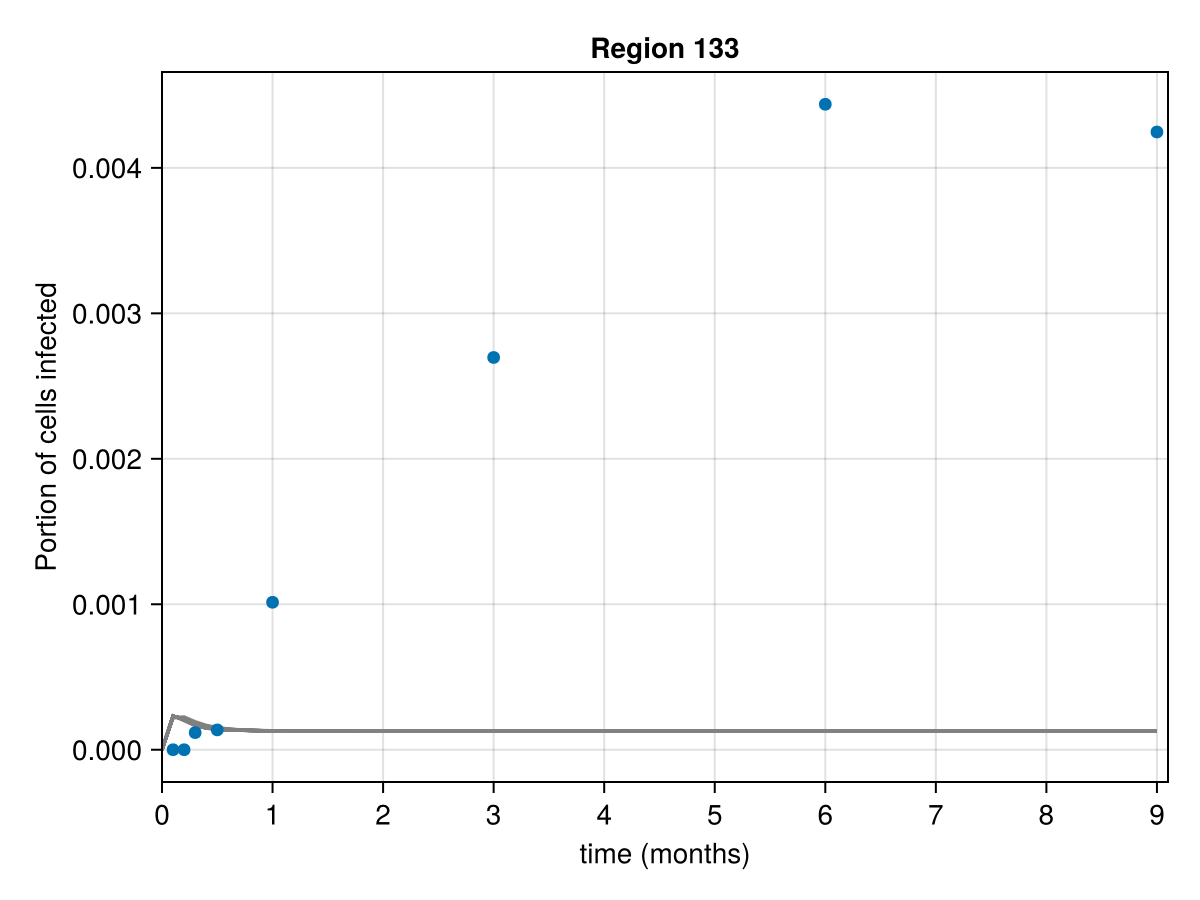 Region 133
Portion of cells infected
0.004
0.003
0.002
0.001
0.000
0 1 2 3 4 5 6 7 8 9
time (months)